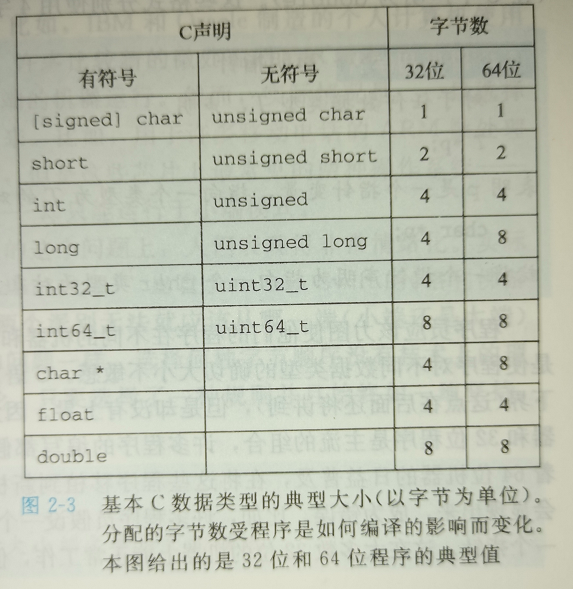 C声明 字节数
有符号 无符号 32位 64位
[signed] char unsigned char 1 1
short unsigned short 2 2
int unsigned 4 4
long unsigned long 4 8
int32_t uint32_t 4 4
int64_t uint64_t 8 8
char * 4 8
float 4 4
double 8 8
图 2-3 基本 C 数据类型的典型大小(以字节为单位)。
分配的字节数受程序是如何编译的影响而变化。
本图给出的是 32 位和 64 位程序的典型值